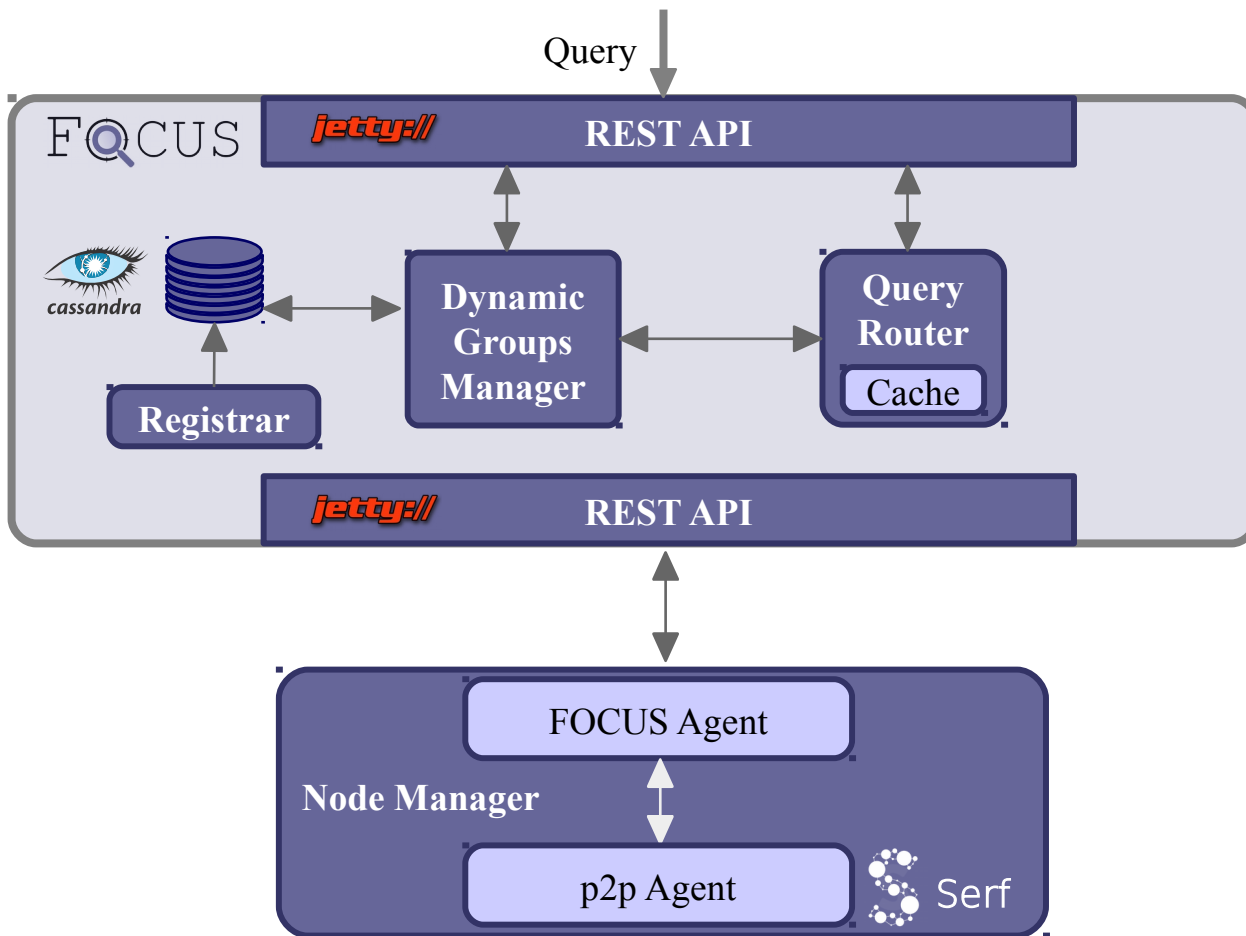 Query
FOCUS
jetty://
REST API
cassandra
Dynamic
Groups
Manager
Query
Router
Cache
Registrar
jetty://
REST API
FOCUS Agent
Node Manager
p2p Agent
Serf